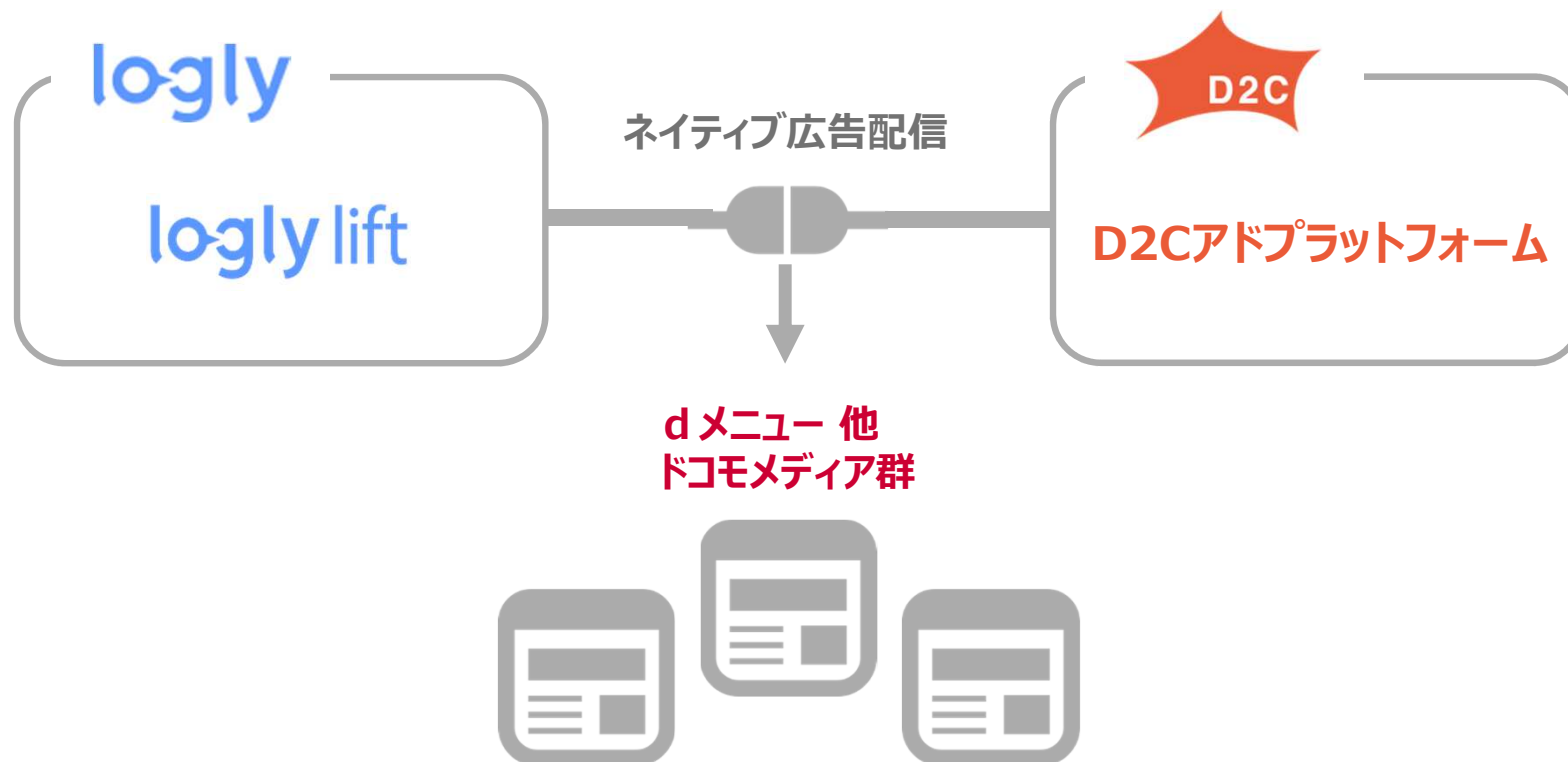 logly
D2C
ネイティブ広告配信
logly lift
D2Cアドプラットフォーム
dメニュー 他
ドコモメディア群